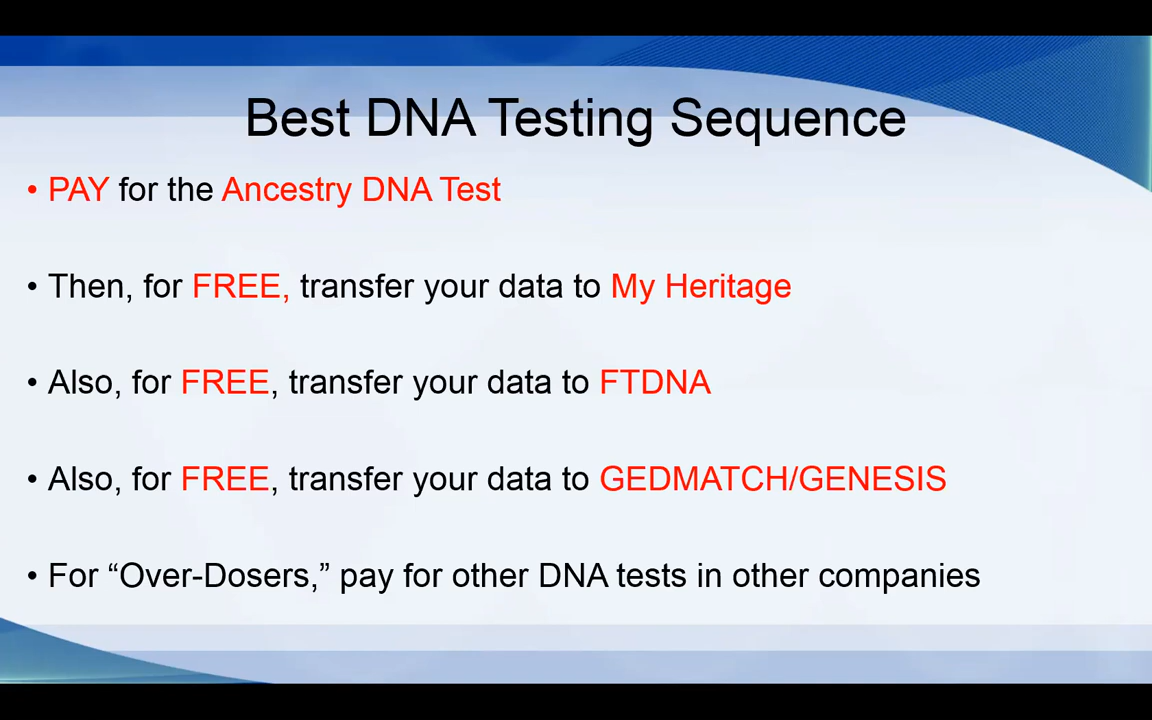 Best DNA Testing Sequence
• PAY for the Ancestry DNA Test
• Then, for FREE, transfer your data to My Heritage
• Also, for FREE, transfer your data to FTDNA
• Also, for FREE, transfer your data to GEDMATCH/GENESIS
• For “Over-Dosers,” pay for other DNA tests in other companies